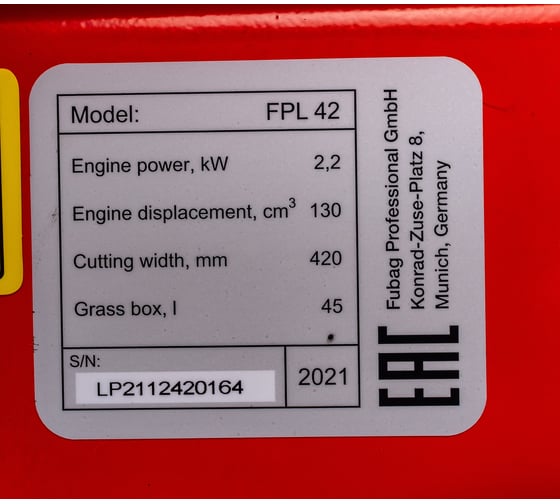 Model: FPL 42
Engine power, kW 2,2
Engine displacement, cm³ 130
Cutting width, mm 420
Grass box, l 45
S/N:
LP2112420164
2021
Fubag Professional GmbH
Konrad-Zuse-Platz 8,
Munich, Germany
EAC